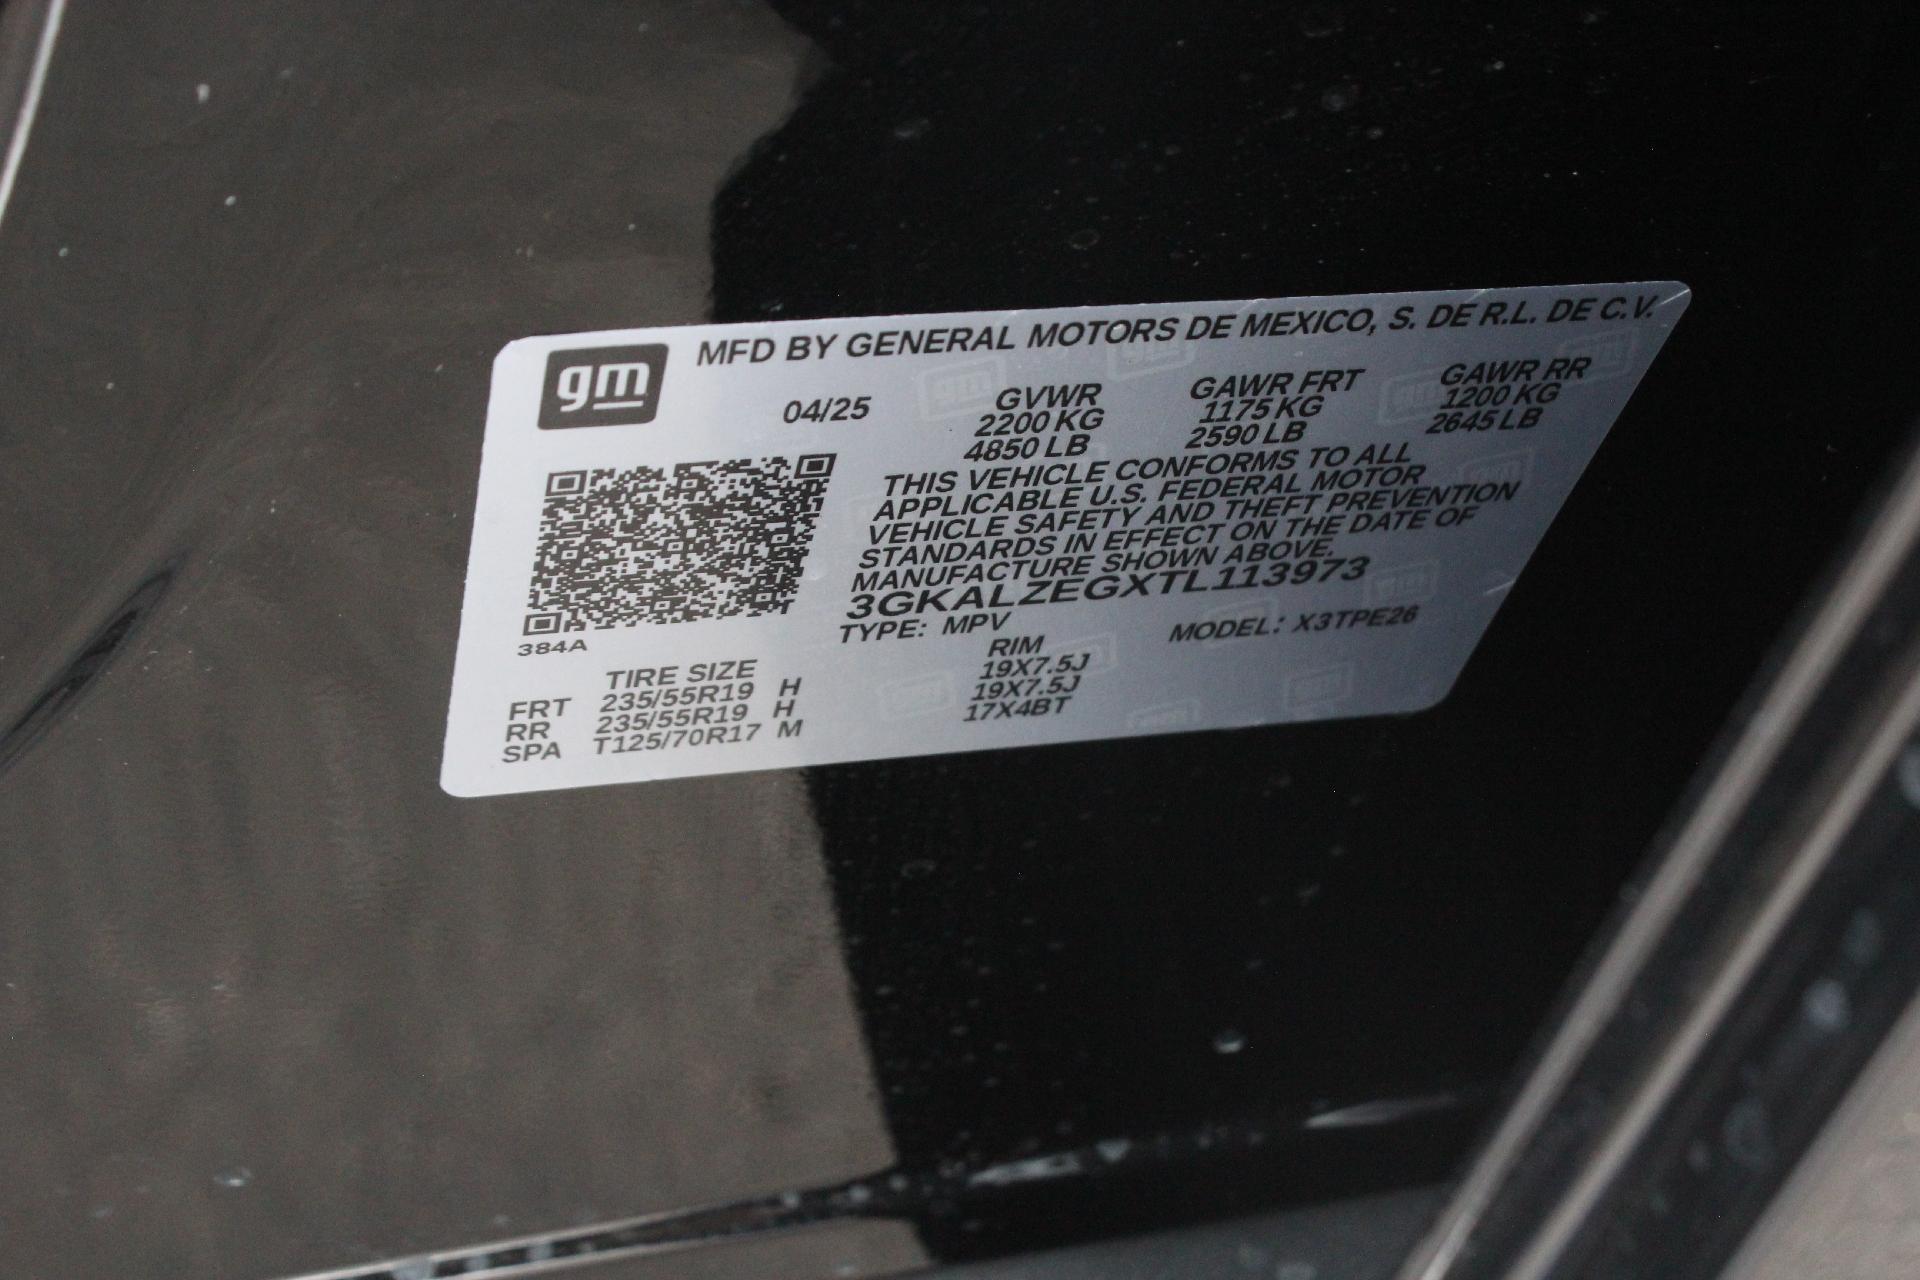 gm
MFD BY GENERAL MOTORS DE MEXICO, S. DE R.L. DE C.V.
04/25 GVWR GAWR FRT GAWR RR
2200 KG 1175 KG 1200 KG
4850 LB 2590 LB 2645 LB
THIS VEHICLE CONFORMS TO ALL
APPLICABLE U.S. FEDERAL MOTOR
VEHICLE SAFETY AND THEFT PREVENTION
STANDARDS IN EFFECT ON THE DATE OF
MANUFACTURE SHOWN ABOVE.
3GKALZEGXTL113973
TYPE: MPV MODEL: X3TPE26
384A
TIRE SIZE RIM
FRT 235/55R19 H 19X7.5J
RR 235/55R19 H 19X7.5J
SPA T125/70R17 M 17X4BT